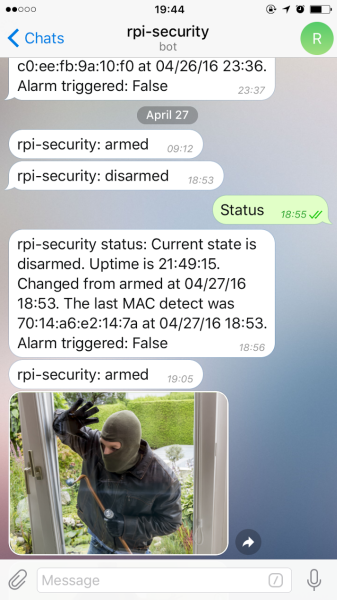 19:44
Chats
rpi-security
bot
R
c0:ee:fb:9a:10:f0 at 04/26/16 23:36.
Alarm triggered: False 23:37
April 27
rpi-security: armed 09:12
rpi-security: disarmed 18:53
Status 18:55
rpi-security status: Current state is
disarmed. Uptime is 21:49:15.
Changed from armed at 04/27/16
18:53. The last MAC detect was
70:14:a6:e2:14:7a at 04/27/16 18:53.
Alarm triggered: False 18:56
rpi-security: armed 19:05
Message